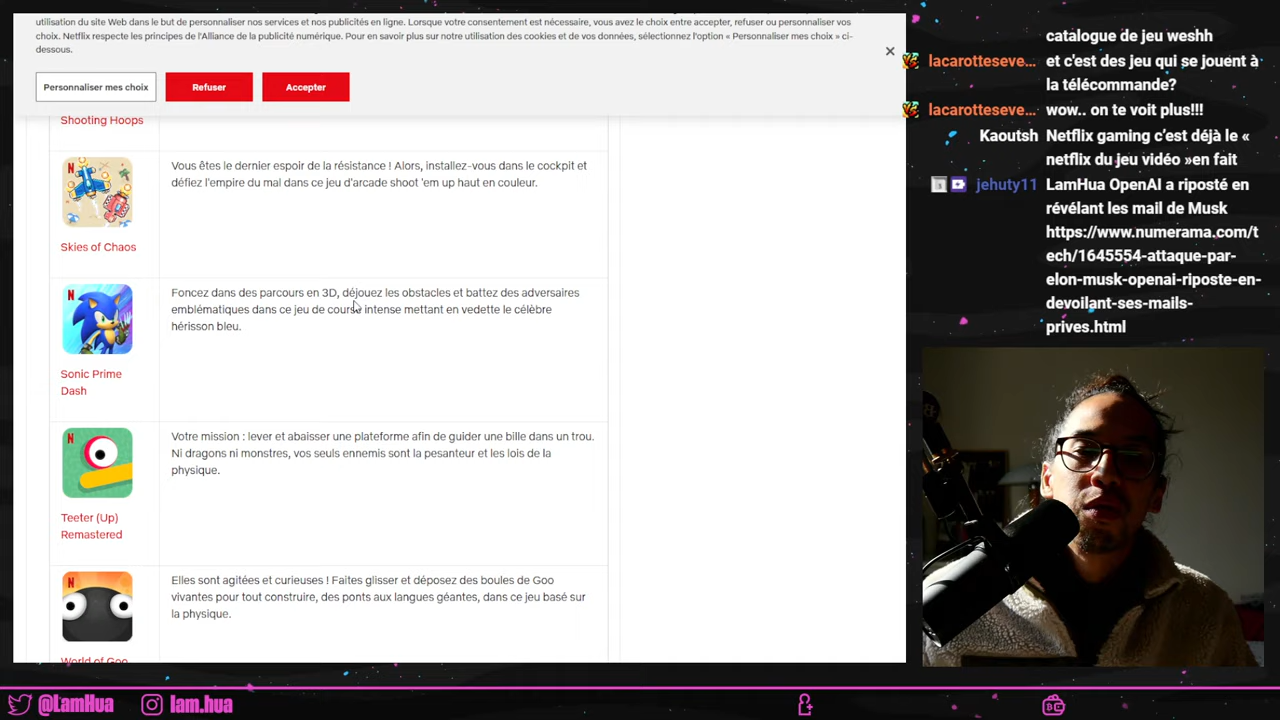 utilisation du site Web dans le but de personnaliser nos services et nos publicités en ligne. Lorsque votre consentement est nécessaire, vous avez le choix entre accepter, refuser ou personnaliser vos
choix. Netflix respecte les principes de l'Alliance de la publicité numérique. Pour en savoir plus sur notre utilisation des cookies et de vos données, sélectionnez l'option « Personnaliser mes choix » ci-
dessous.
Personnaliser mes choix
Refuser
Accepter
Shooting Hoops
N
Vous êtes le dernier espoir de la résistance ! Alors, installez-vous dans le cockpit et
défiez l'empire du mal dans ce jeu d'arcade shoot 'em up haut en couleur.
Skies of Chaos
N
Foncez dans des parcours en 3D, déjouez les obstacles et battez des adversaires
emblématiques dans ce jeu de course intense mettant en vedette le célèbre
hérisson bleu.
Sonic Prime
Dash
N
Votre mission : lever et abaisser une plateforme afin de guider une bille dans un trou.
Ni dragons ni monstres, vos seuls ennemis sont la pesanteur et les lois de la
physique.
Teeter (Up)
Remastered
N
Elles sont agitées et curieuses ! Faites glisser et déposez des boules de Goo
vivantes pour tout construire, des ponts aux langues géantes, dans ce jeu basé sur
la physique.
World of Goo
catalogue de jeu weshh
lacarotteseve… et c'est des jeu qui se jouent à
la télécommande?
lacarotteseve… wow.. on te voit plus!!!
Kaoutsh Netflix gaming c'est déjà le «
netflix du jeu vidéo »en fait
jehuty11 LamHua OpenAI a riposté en
révélant les mail de Musk
https://www.numerama.com/t
ech/1645554-attaque-par-
elon-musk-openai-riposte-en-
devoilant-ses-mails-
prives.html
@LamHua
lam.hua